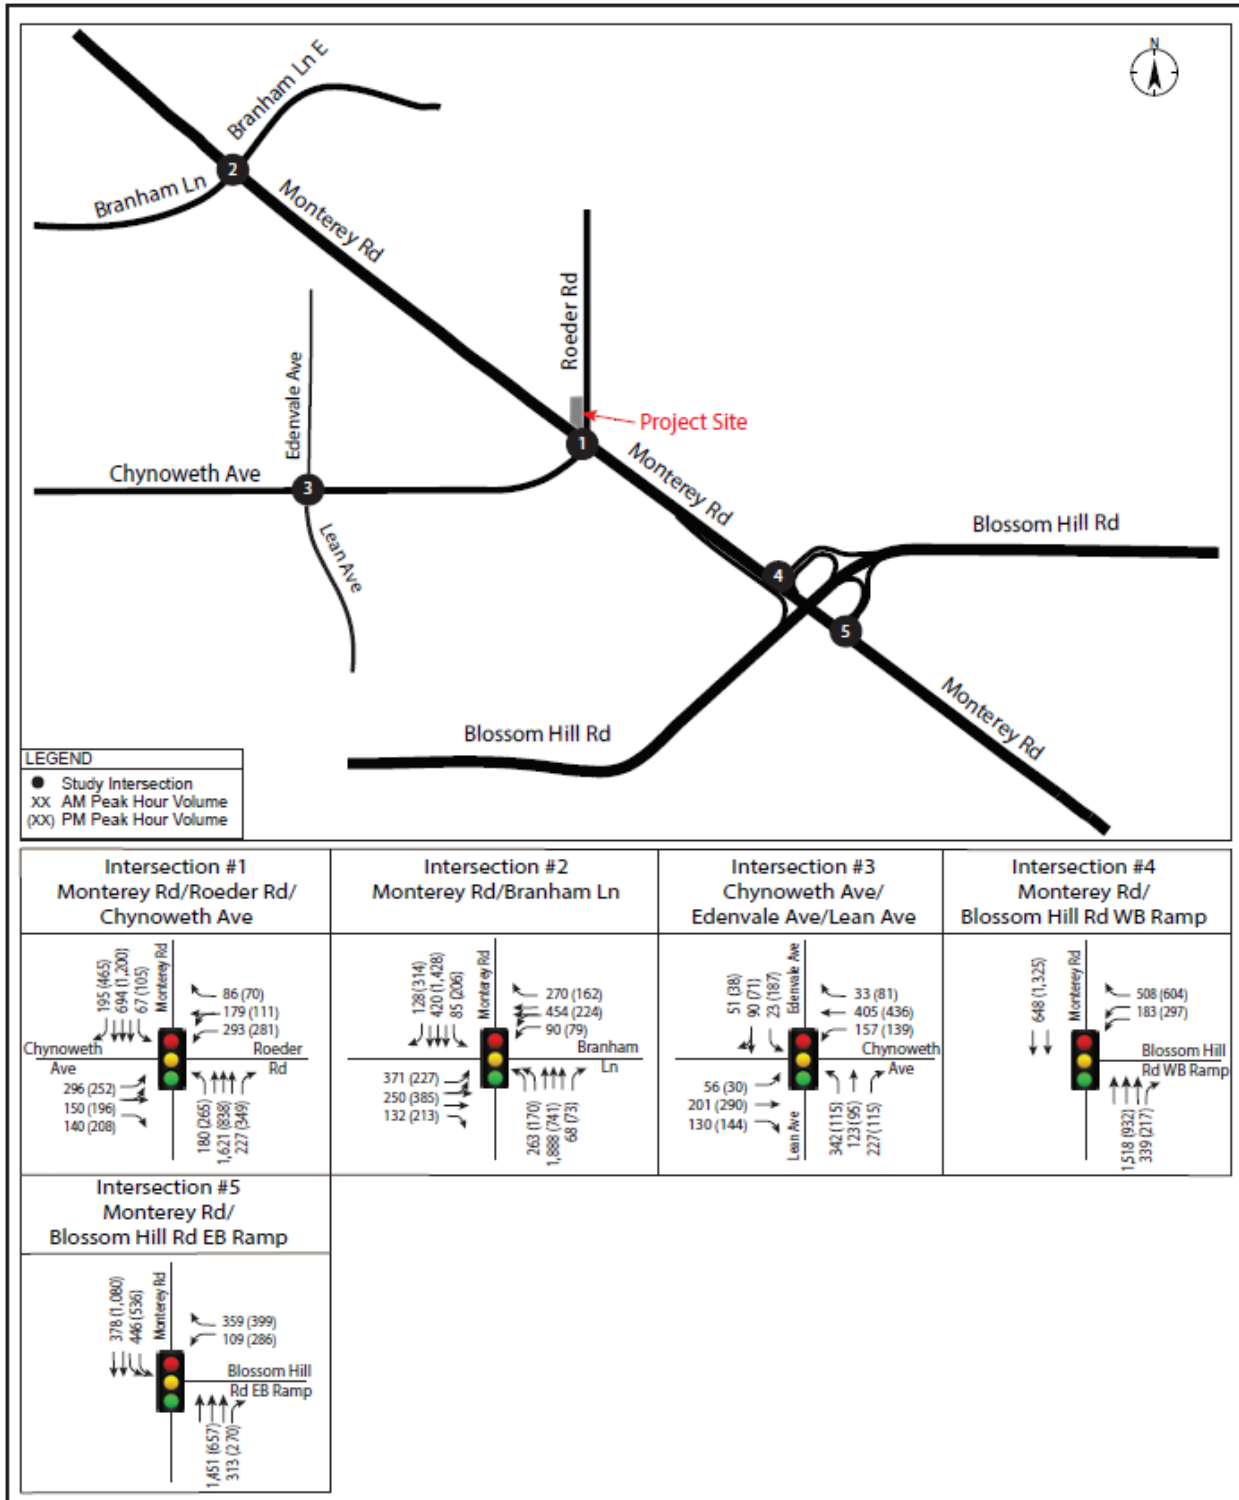 N
Branham Ln E
2
Branham Ln
Monterey Rd
Roeder Rd
Edenvale Ave
Project Site
1
Chynoweth Ave
3
Monterey Rd
Blossom Hill Rd
Lean Ave
4
5
Monterey Rd
Blossom Hill Rd
LEGEND
Study Intersection
XX AM Peak Hour Volume
(XX) PM Peak Hour Volume
Intersection #1
Monterey Rd/Roeder Rd/
Chynoweth Ave
195 (465)
694 (1,200)
67 (105)
Monterey Rd
86 (70)
179 (111)
293 (281)
Chynoweth
Ave
Roeder
Rd
296 (252)
150 (196)
140 (208)
180 (265)
1,621 (838)
227 (349)
Intersection #2
Monterey Rd/Branham Ln
128 (314)
420 (1,428)
85 (206)
Monterey Rd
270 (162)
454 (224)
90 (79)
Branham
Ln
371 (227)
250 (385)
132 (213)
263 (170)
1,888 (741)
68 (73)
Intersection #3
Chynoweth Ave/
Edenvale Ave/Lean Ave
51 (38)
90 (71)
23 (187)
Edenvale Ave
33 (81)
405 (436)
157 (139)
Chynoweth
Ave
56 (30)
201 (290)
130 (144)
Lean Ave
342 (115)
123 (95)
227 (115)
Intersection #4
Monterey Rd/
Blossom Hill Rd WB Ramp
648 (1,325)
Monterey Rd
508 (604)
183 (297)
Blossom Hill
Rd WB Ramp
1,518 (932)
339 (217)
Intersection #5
Monterey Rd/
Blossom Hill Rd EB Ramp
378 (1,080)
446 (536)
Monterey Rd
359 (399)
109 (286)
Blossom Hill
Rd EB Ramp
1,451 (657)
313 (270)